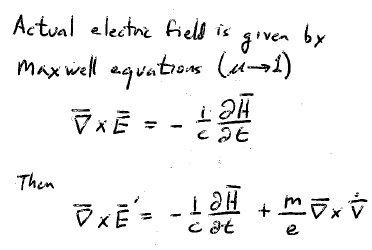 Actual electric field is given by
Maxwell equations (μ→1)
∇̅ × E̅ = - 1/c ∂H̅/∂t
Then
∇̅ × E̅' = - 1/c ∂H̅/∂t + m/e ∇̅ × v̅̇